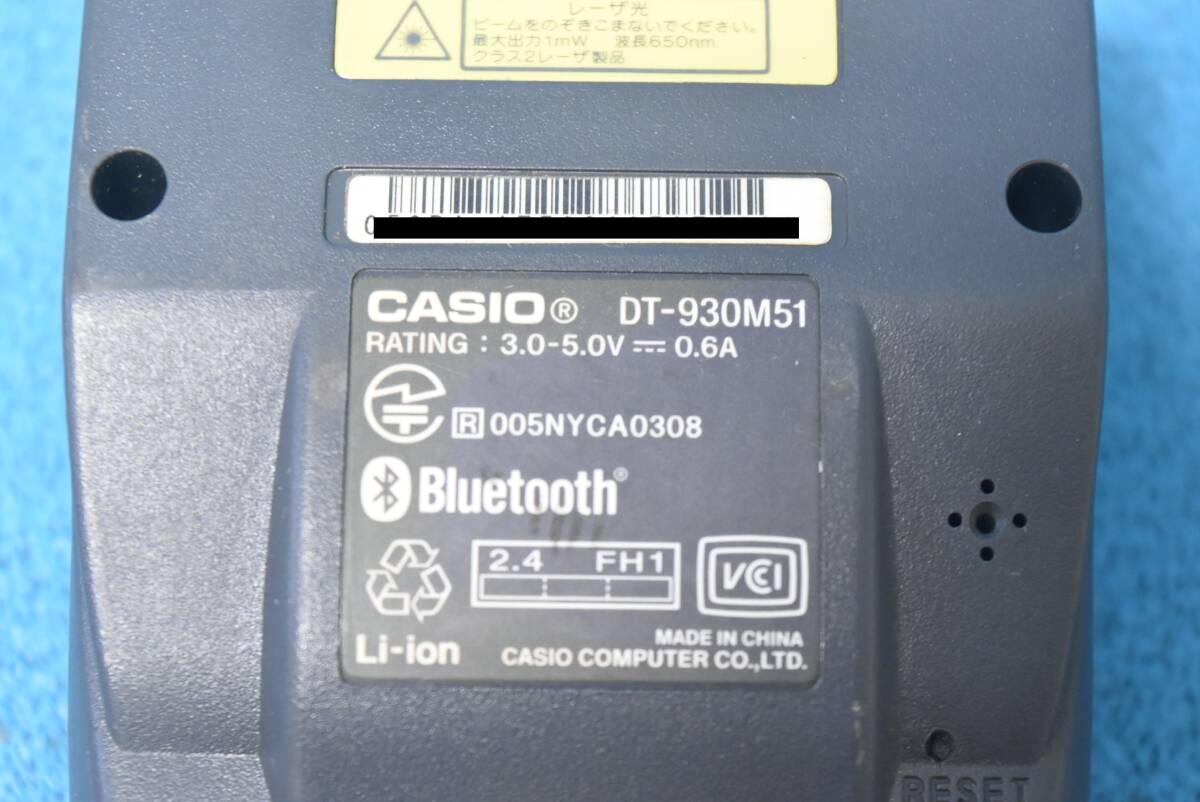 レーザ光
ビームをのぞきこまないでください。
最大出力1mW 波長650nm
クラス2レーザ製品
CASIO® DT-930M51
RATING : 3.0-5.0V ⎓ 0.6A
R 005NYCA0308
Bluetooth®
2.4 FH1
VCCI
Li-ion
MADE IN CHINA
CASIO COMPUTER CO.,LTD.
RESET